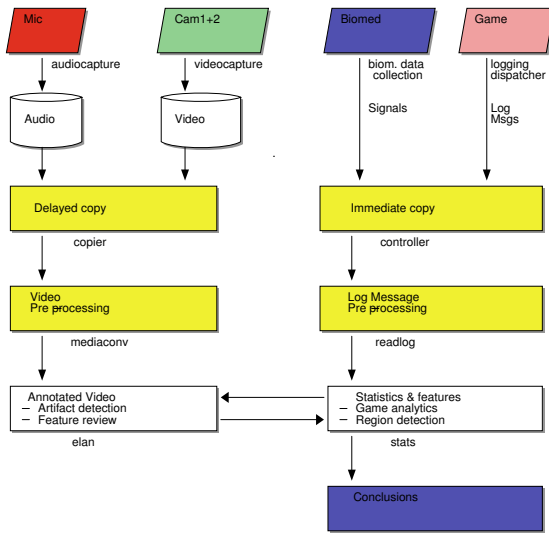 Mic
Cam1+2
Biomed
Game
audiocapture
videocapture
biom. data
collection
logging
dispatcher
Audio
Video
Signals
Log
Msgs
Delayed copy
Immediate copy
copier
controller
Video
Pre processing
Log Message
Pre processing
mediaconv
readlog
Annotated Video
– Artifact detection
– Feature review
Statistics & features
– Game analytics
– Region detection
elan
stats
Conclusions